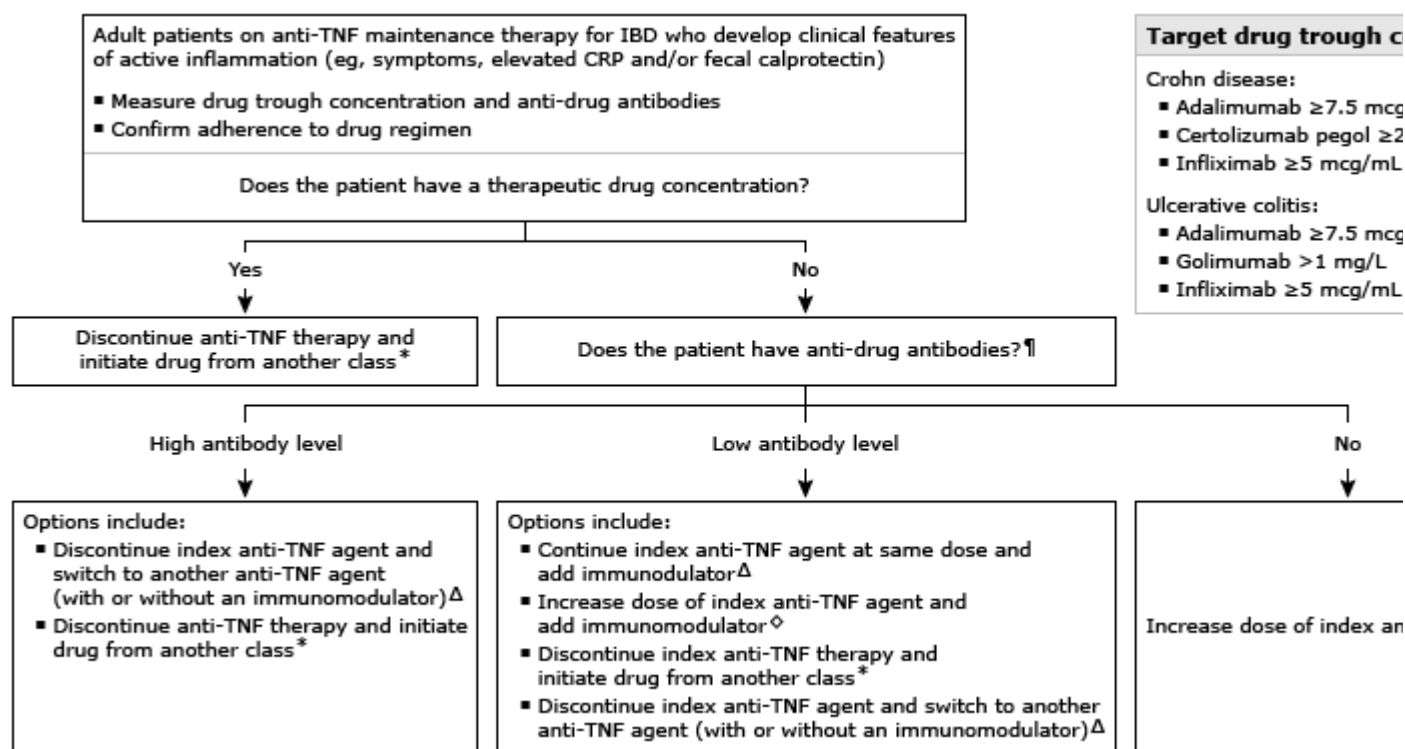 Adult patients on anti-TNF maintenance therapy for IBD who develop clinical features
of active inflammation (eg, symptoms, elevated CRP and/or fecal calprotectin)
▪ Measure drug trough concentration and anti-drug antibodies
▪ Confirm adherence to drug regimen
Does the patient have a therapeutic drug concentration?
Target drug trough c
Crohn disease:
▪ Adalimumab ≥7.5 mcg
▪ Certolizumab pegol ≥2
▪ Infliximab ≥5 mcg/mL
Ulcerative colitis:
▪ Adalimumab ≥7.5 mcg
▪ Golimumab >1 mg/L
▪ Infliximab ≥5 mcg/mL
Yes
No
Discontinue anti-TNF therapy and
initiate drug from another class*
Does the patient have anti-drug antibodies?¶
High antibody level
Low antibody level
No
Options include:
▪ Discontinue index anti-TNF agent and
switch to another anti-TNF agent
(with or without an immunomodulator)Δ
▪ Discontinue anti-TNF therapy and initiate
drug from another class*
Options include:
▪ Continue index anti-TNF agent at same dose and
add immunodulatorΔ
▪ Increase dose of index anti-TNF agent and
add immunomodulator◇
▪ Discontinue index anti-TNF therapy and
initiate drug from another class*
▪ Discontinue index anti-TNF agent and switch to another
anti-TNF agent (with or without an immunomodulator)Δ
Increase dose of index an